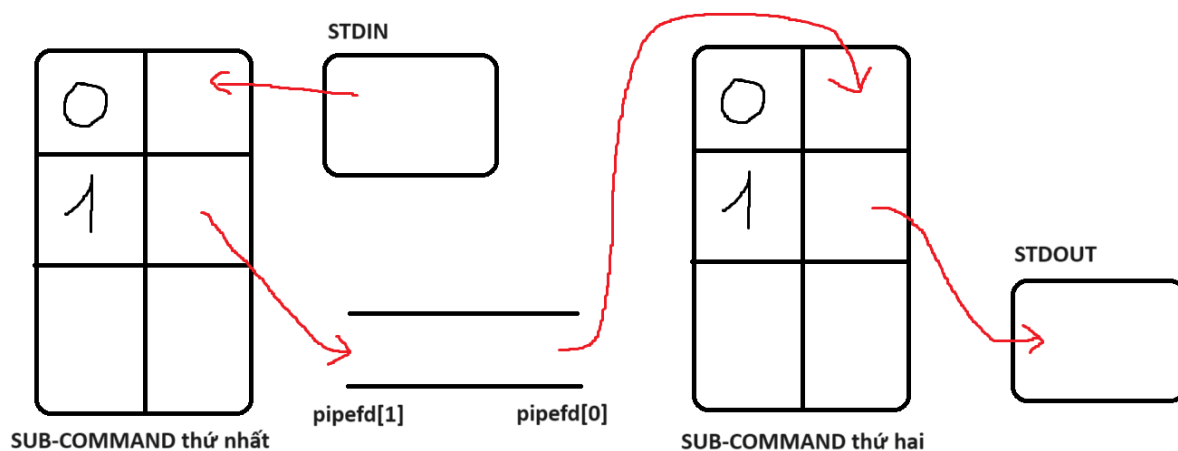 STDIN
0
1
0
1
STDOUT
pipefd[1]
pipefd[0]
SUB-COMMAND thứ nhất
SUB-COMMAND thứ hai